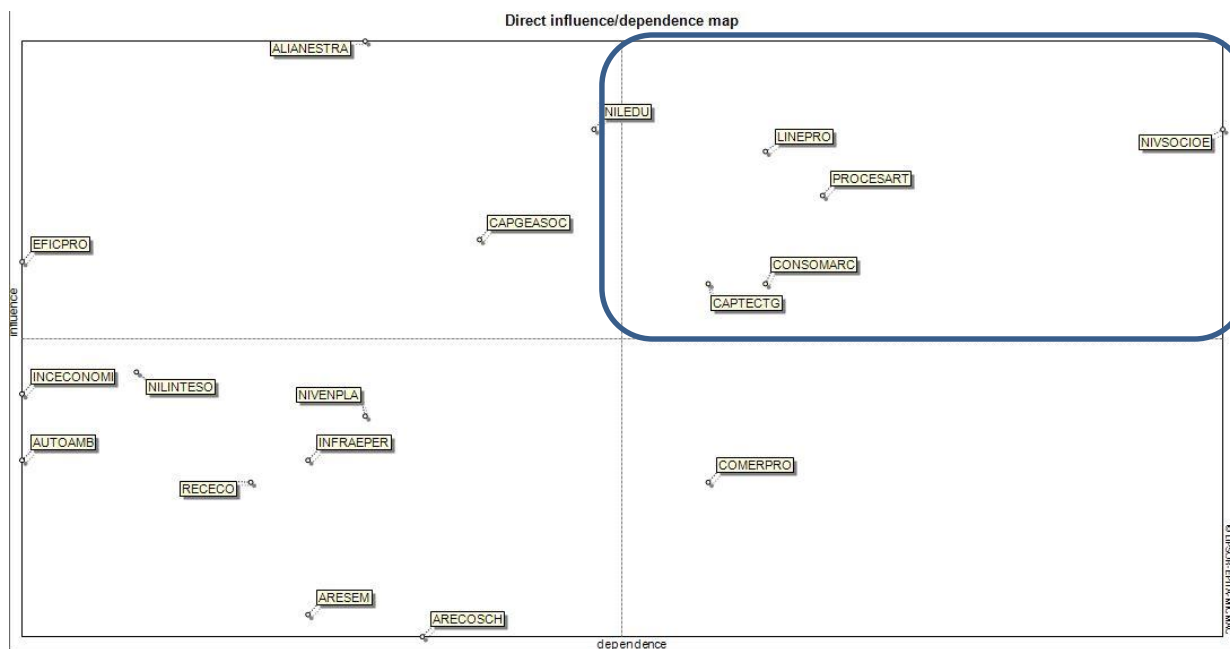 Direct influence/dependence map
ALIANESTRA
NILEDU
LINEPRO
NIVSOCIOE
PROCESART
CAPGEASOC
EFICPRO
CONSOMARC
CAPTECTG
influence
INCECONOMI
NILINTESO
NIVENPLA
AUTOAMB
INFRAEPER
COMERPRO
RECECO
ARESEM
ARECOSCH
dependence